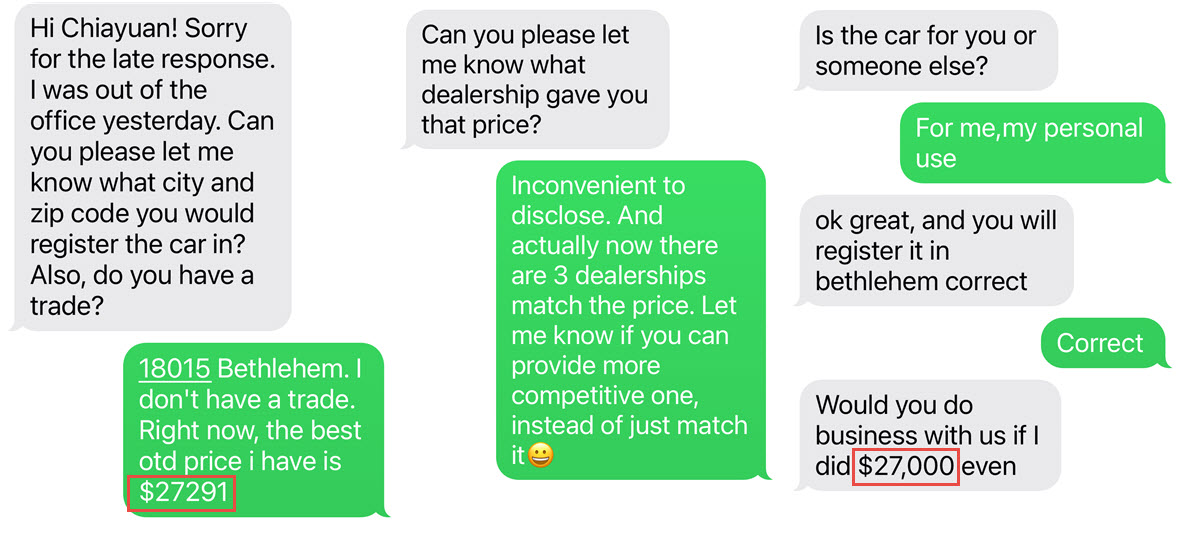 Hi Chiayuan! Sorry
for the late response.
I was out of the
office yesterday. Can
you please let me
know what city and
zip code you would
register the car in?
Also, do you have a
trade?
18015 Bethlehem. I
don't have a trade.
Right now, the best
otd price i have is
$27291
Can you please let
me know what
dealership gave you
that price?
Inconvenient to
disclose. And
actually now there
are 3 dealerships
match the price. Let
me know if you can
provide more
competitive one,
instead of just match
it😀
Is the car for you or
someone else?
For me,my personal
use
ok great, and you will
register it in
bethlehem correct
Correct
Would you do
business with us if I
did $27,000 even